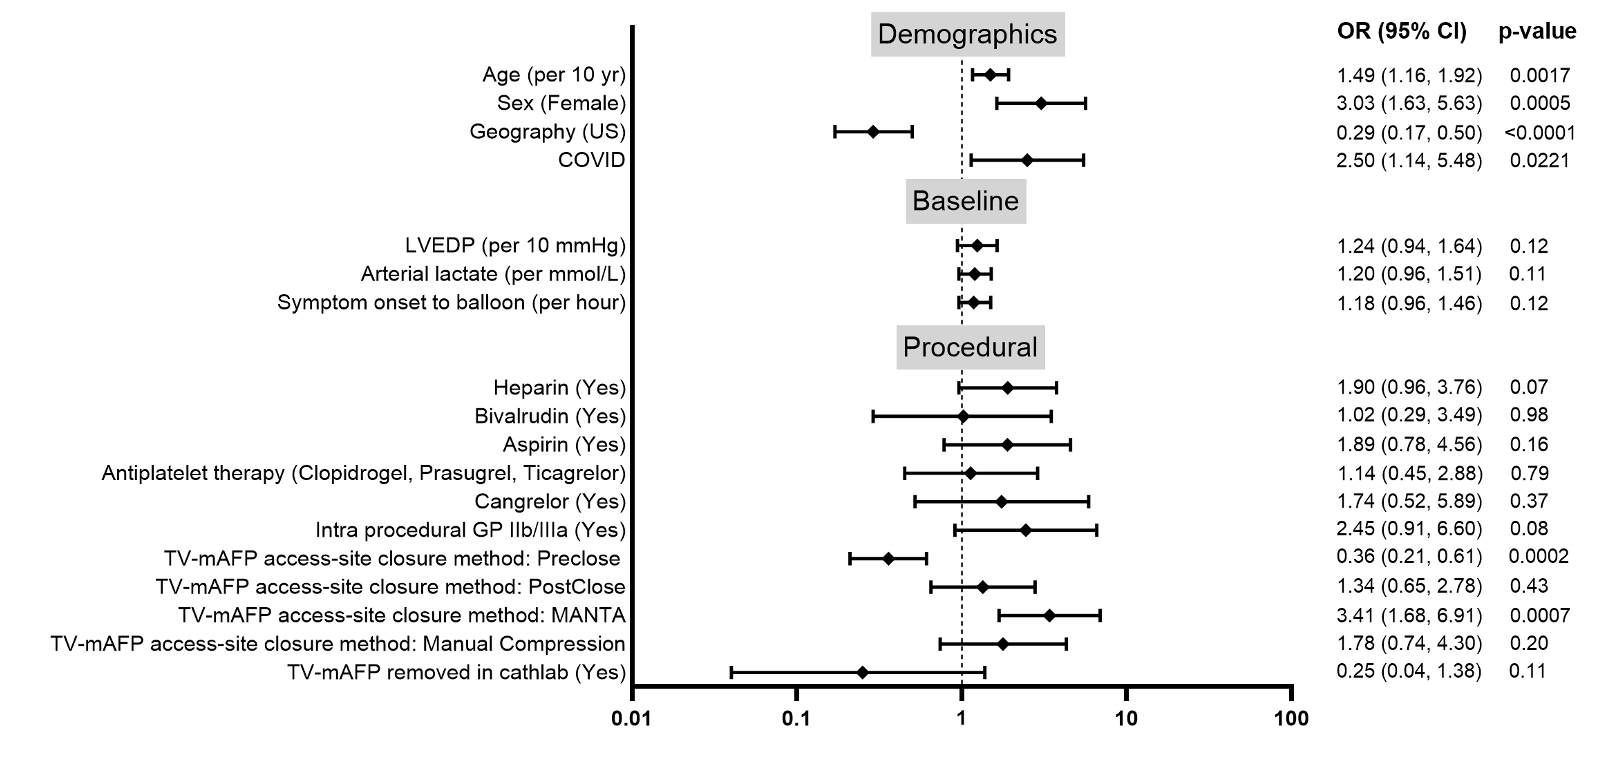 Demographics OR (95% CI) p-value
Age (per 10 yr) 1.49 (1.16, 1.92) 0.0017
Sex (Female) 3.03 (1.63, 5.63) 0.0005
Geography (US) 0.29 (0.17, 0.50) <0.0001
COVID 2.50 (1.14, 5.48) 0.0221
Baseline
LVEDP (per 10 mmHg) 1.24 (0.94, 1.64) 0.12
Arterial lactate (per mmol/L) 1.20 (0.96, 1.51) 0.11
Symptom onset to balloon (per hour) 1.18 (0.96, 1.46) 0.12
Procedural
Heparin (Yes) 1.90 (0.96, 3.76) 0.07
Bivalrudin (Yes) 1.02 (0.29, 3.49) 0.98
Aspirin (Yes) 1.89 (0.78, 4.56) 0.16
Antiplatelet therapy (Clopidrogel, Prasugrel, Ticagrelor) 1.14 (0.45, 2.88) 0.79
Cangrelor (Yes) 1.74 (0.52, 5.89) 0.37
Intra procedural GP IIb/IIIa (Yes) 2.45 (0.91, 6.60) 0.08
TV-mAFP access-site closure method: Preclose 0.36 (0.21, 0.61) 0.0002
TV-mAFP access-site closure method: PostClose 1.34 (0.65, 2.78) 0.43
TV-mAFP access-site closure method: MANTA 3.41 (1.68, 6.91) 0.0007
TV-mAFP access-site closure method: Manual Compression 1.78 (0.74, 4.30) 0.20
TV-mAFP removed in cathlab (Yes) 0.25 (0.04, 1.38) 0.11
0.01 0.1 1 10 100